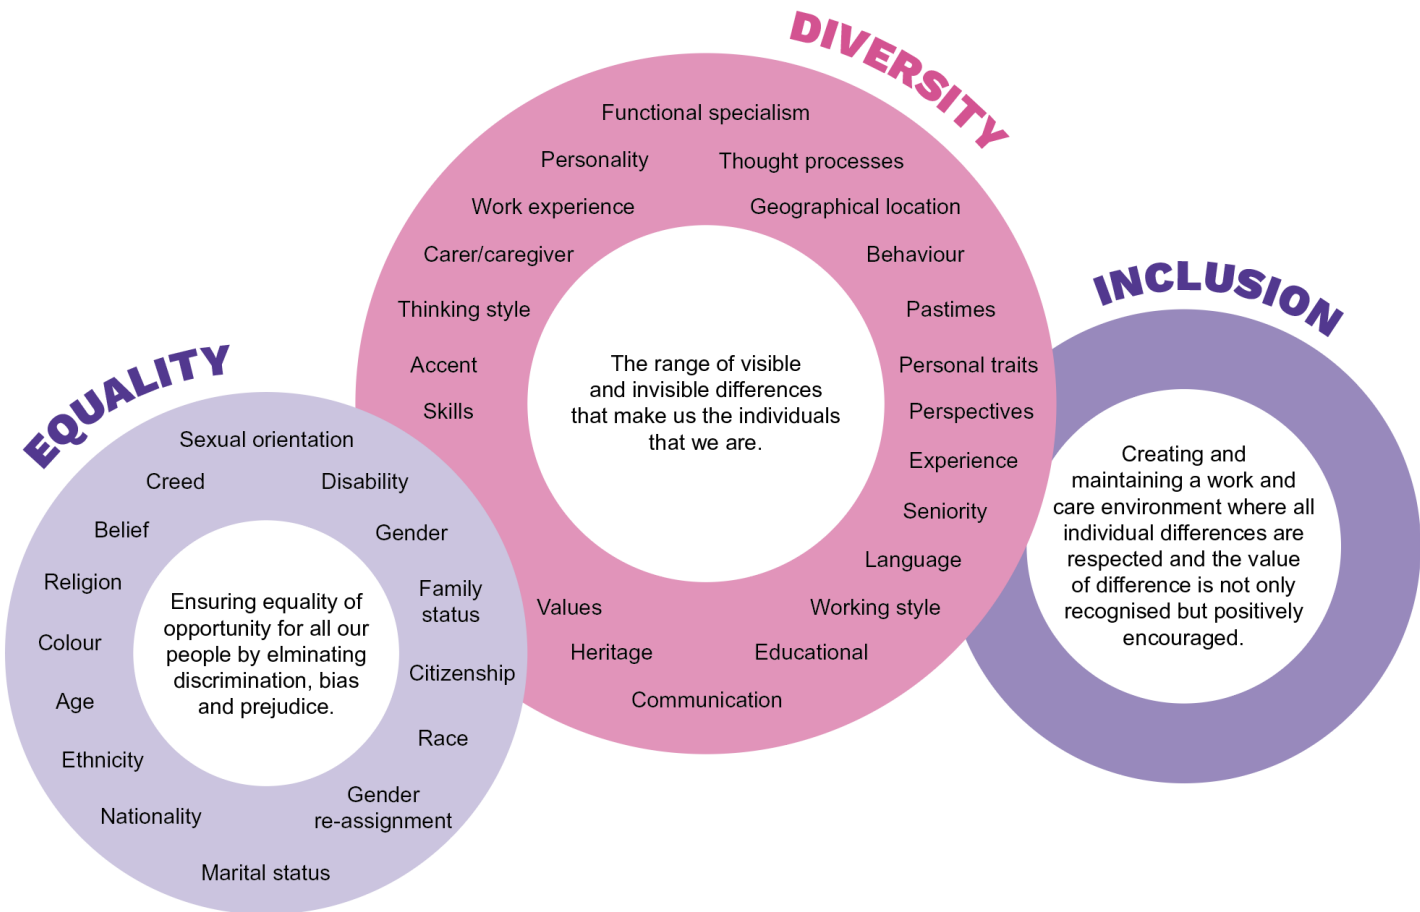 EQUALITY
Sexual orientation
Creed
Disability
Belief
Gender
Religion
Family
status
Colour
Citizenship
Age
Race
Ethnicity
Gender
re-assignment
Nationality
Marital status
Ensuring equality of
opportunity for all our
people by elminating
discrimination, bias
and prejudice.
DIVERSITY
Functional specialism
Personality
Thought processes
Work experience
Geographical location
Carer/caregiver
Behaviour
Thinking style
Pastimes
Accent
Personal traits
Skills
Perspectives
Experience
Seniority
Language
Values
Working style
Heritage
Educational
Communication
The range of visible
and invisible differences
that make us the individuals
that we are.
INCLUSION
Creating and
maintaining a work and
care environment where all
individual differences are
respected and the value
of difference is not only
recognised but positively
encouraged.